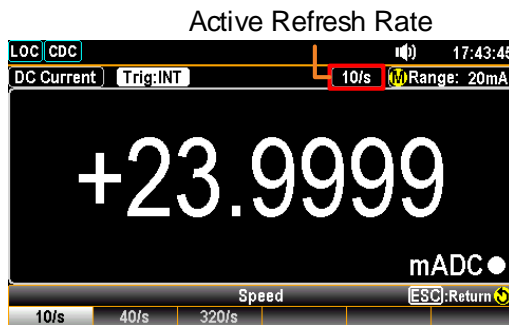 Active Refresh Rate
LOC CDC 17:43:45
DC Current Trig:INT 10/s M Range: 20mA
+23.9999
mADC
Speed ESC:Return
10/s 40/s 320/s